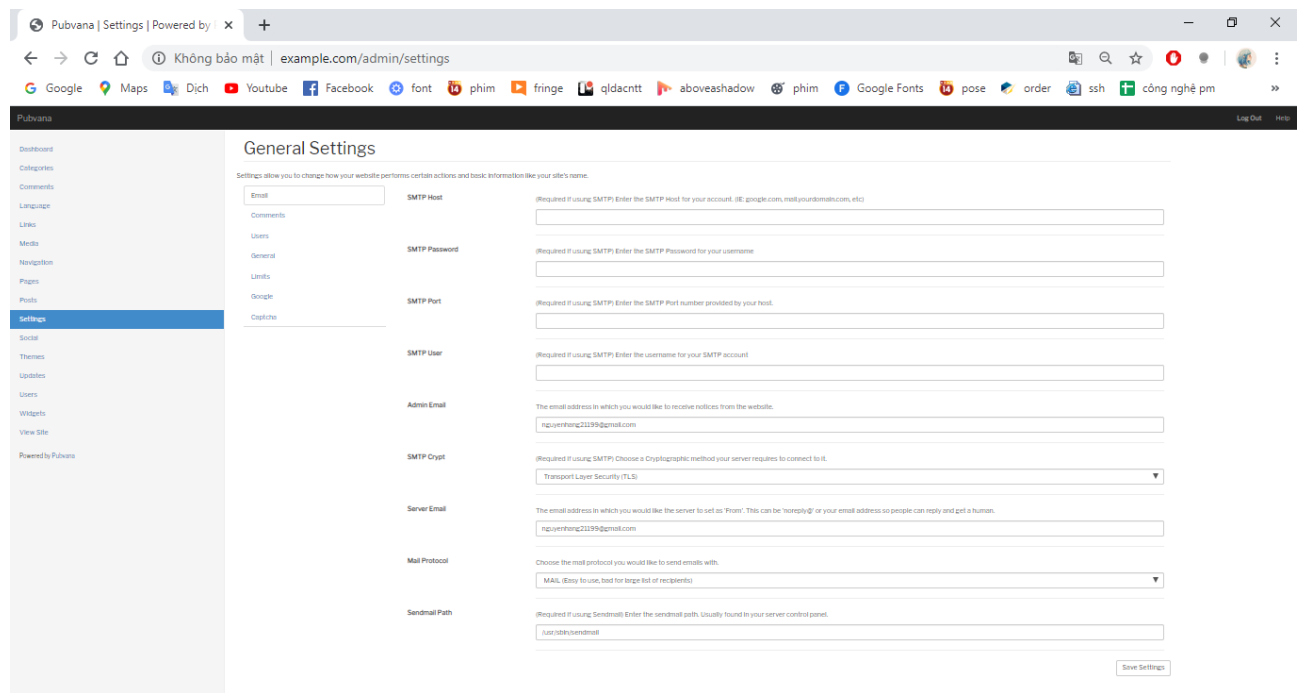 Pubvana | Settings | Powered by
Không bảo mật | example.com/admin/settings
Google Maps Dịch Youtube Facebook font phim fringe qldacntt aboveashadow phim Google Fonts pose order ssh công nghệ pm »
Pubvana Log Out Help
Dashboard
Categories
Comments
Language
Links
Media
Navigation
Pages
Posts
Settings
Social
Themes
Updates
Users
Widgets
View Site
Powered by Pubvana
General Settings
Settings allow you to change how your website performs certain actions and basic information like your site's name.
Email
Comments
Users
General
Limits
Google
Captcha
SMTP Host
(Required if usung SMTP) Enter the SMTP Host for your account. (IE: google.com, mail.yourdomain.com, etc)
SMTP Password
(Required if usung SMTP) Enter the SMTP Password for your username
SMTP Port
(Required if usung SMTP) Enter the SMTP Port number provided by your host.
SMTP User
(Required if usung SMTP) Enter the username for your SMTP account
Admin Email
The email address in which you would like to receive notices from the website.
nguyenhang21199@gmail.com
SMTP Crypt
(Required if usung SMTP) Choose a Cryptographic method your server requires to connect to it.
Transport Layer Security (TLS)
Server Email
The email address in which you would like the server to set as 'From'. This can be 'noreply@' or your email address so people can reply and get a human.
nguyenhang21199@gmail.com
Mail Protocol
Choose the mail protocol you would like to send emails with.
MAIL (Easy to use, bad for large list of recipients)
Sendmail Path
(Required if usung Sendmail) Enter the sendmail path. Usually found in your server control panel.
/usr/sbin/sendmail
Save Settings